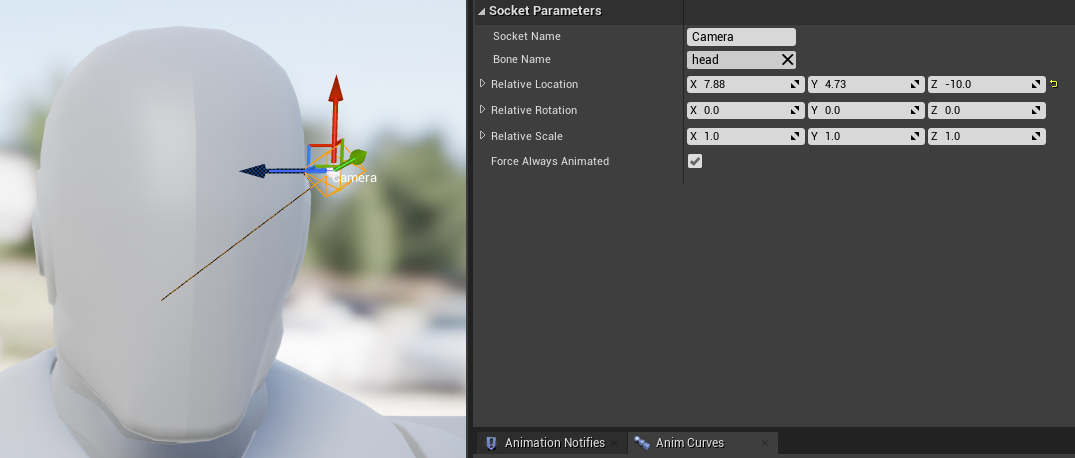 Socket Parameters
Socket Name Camera
Bone Name head
Relative Location X 7.88 Y 4.73 Z -10.0
Relative Rotation X 0.0 Y 0.0 Z 0.0
Relative Scale X 1.0 Y 1.0 Z 1.0
Force Always Animated
Camera
Animation Notifies Anim Curves